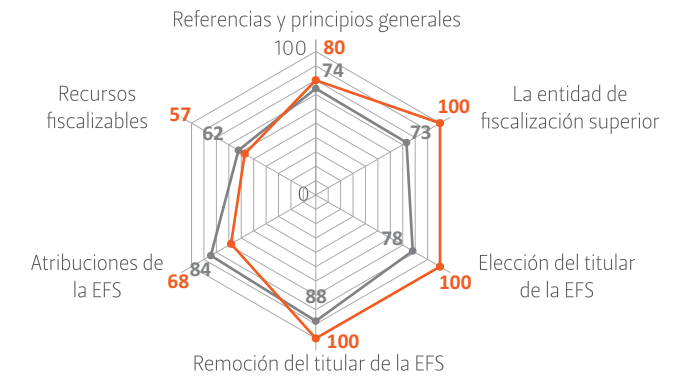 Referencias y principios generales
100 80
74
Recursos
fiscalizables
57
62
100
73
La entidad de
fiscalización superior
0
Atribuciones de
la EFS
68
84
78
Elección del titular
de la EFS
100
88
100
Remoción del titular de la EFS